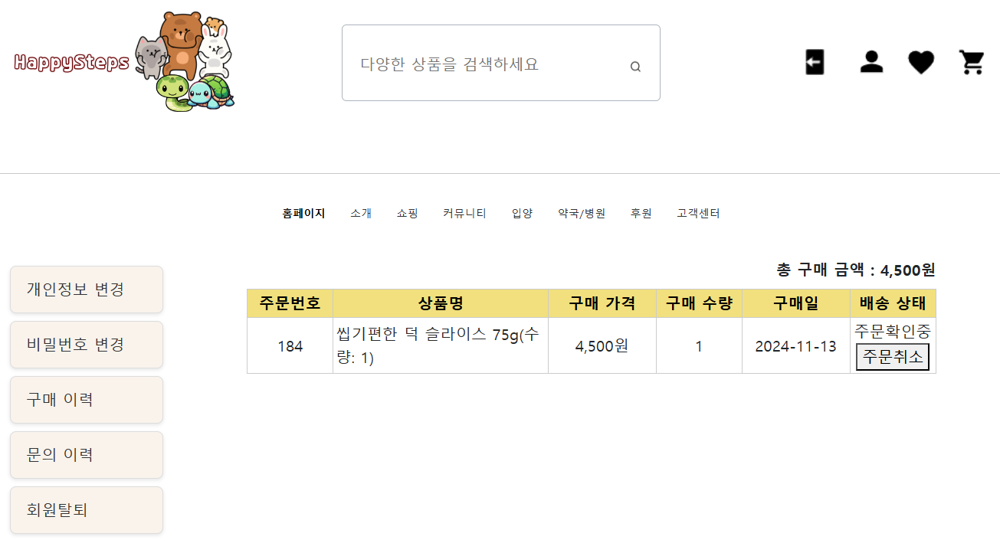 HappySteps
다양한 상품을 검색하세요
홈페이지 소개 쇼핑 커뮤니티 입양 약국/병원 후원 고객센터
개인정보 변경
비밀번호 변경
구매 이력
문의 이력
회원탈퇴
총 구매 금액 : 4,500원
주문번호 상품명 구매 가격 구매 수량 구매일 배송 상태
184 씹기편한 덕 슬라이스 75g(수
량: 1) 4,500원 1 2024-11-13 주문확인중
주문취소